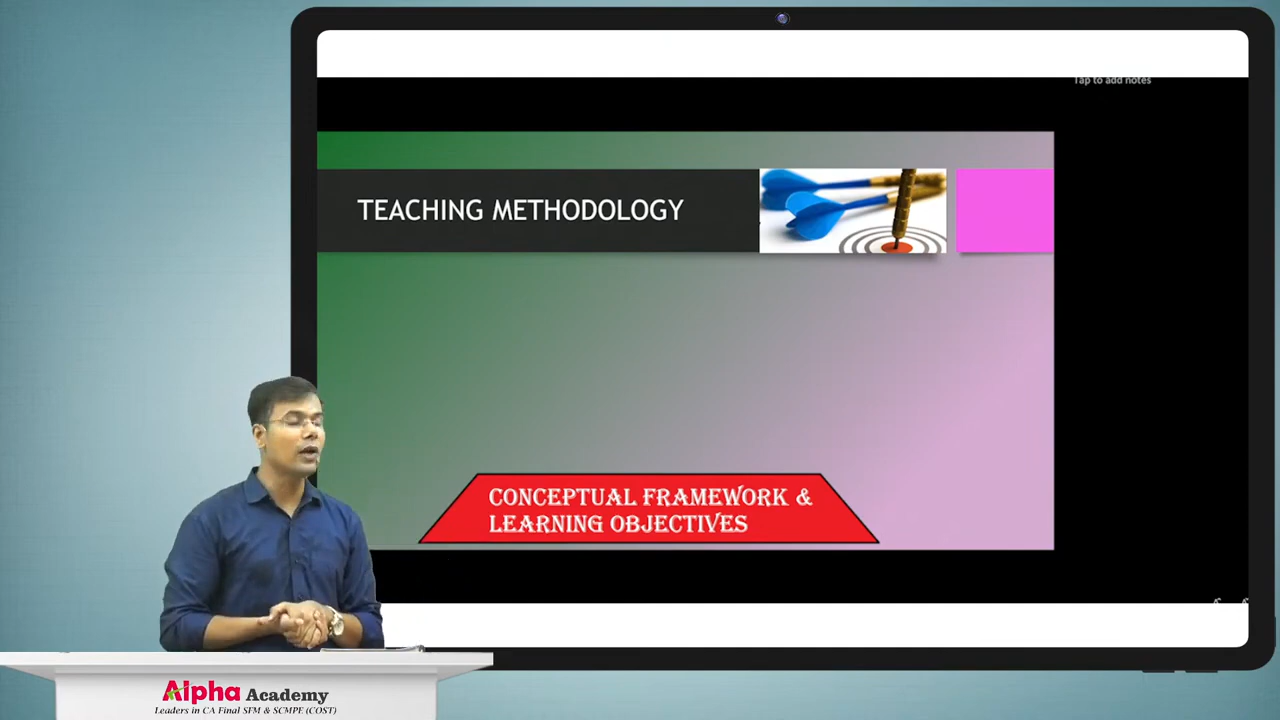 Tap to add notes
TEACHING METHODOLOGY
CONCEPTUAL FRAMEWORK &
LEARNING OBJECTIVES
Alpha Academy
Leaders in CA Final SFM & SCMPE (COST)